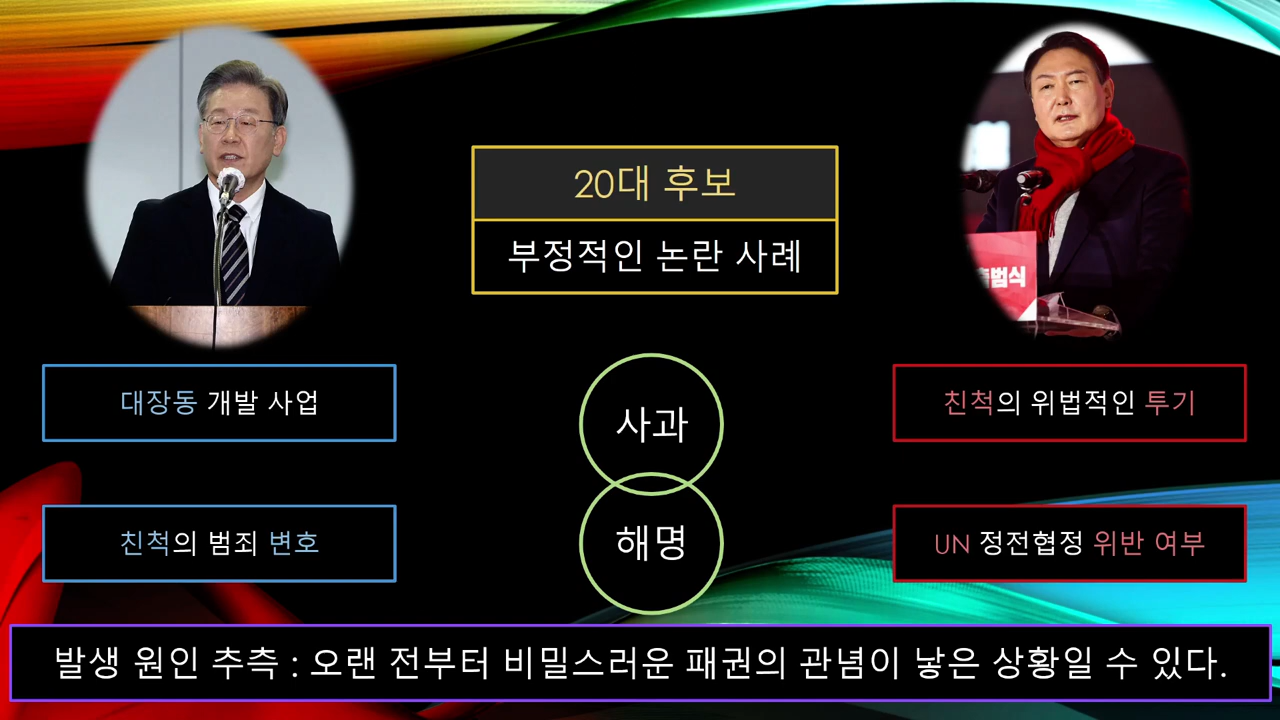 20대 후보
부정적인 논란 사례
출범식
대장동 개발 사업
사과
친척의 위법적인 투기
친척의 범죄 변호
해명
UN 정전협정 위반 여부
발생 원인 추측 : 오랜 전부터 비밀스러운 패권의 관념이 낳은 상황일 수 있다.